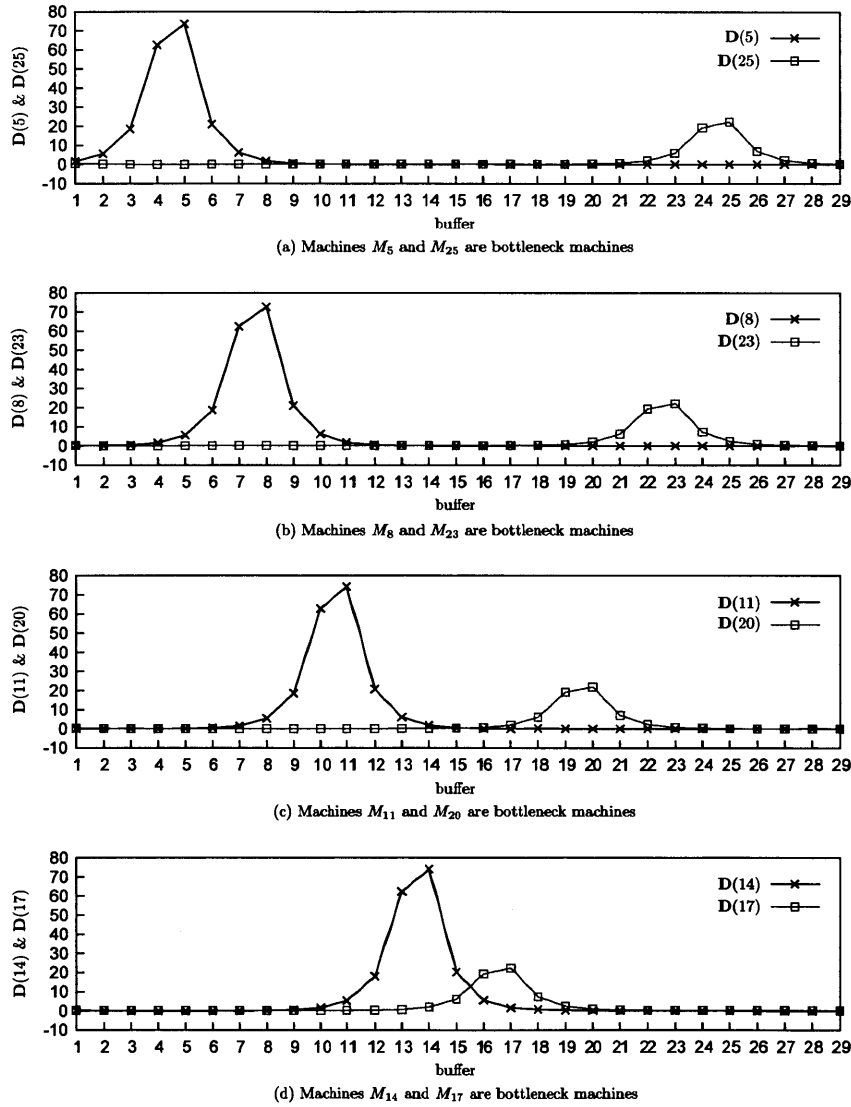 80
70
60
50
40
30
20
10
0
-10
D(5) & D(25)
D(5)
D(25)
1 2 3 4 5 6 7 8 9 10 11 12 13 14 15 16 17 18 19 20 21 22 23 24 25 26 27 28 29
buffer
(a) Machines M5 and M25 are bottleneck machines
80
70
60
50
40
30
20
10
0
-10
D(8) & D(23)
D(8)
D(23)
1 2 3 4 5 6 7 8 9 10 11 12 13 14 15 16 17 18 19 20 21 22 23 24 25 26 27 28 29
buffer
(b) Machines M8 and M23 are bottleneck machines
80
70
60
50
40
30
20
10
0
-10
D(11) & D(20)
D(11)
D(20)
1 2 3 4 5 6 7 8 9 10 11 12 13 14 15 16 17 18 19 20 21 22 23 24 25 26 27 28 29
buffer
(c) Machines M11 and M20 are bottleneck machines
80
70
60
50
40
30
20
10
0
-10
D(14) & D(17)
D(14)
D(17)
1 2 3 4 5 6 7 8 9 10 11 12 13 14 15 16 17 18 19 20 21 22 23 24 25 26 27 28 29
buffer
(d) Machines M14 and M17 are bottleneck machines